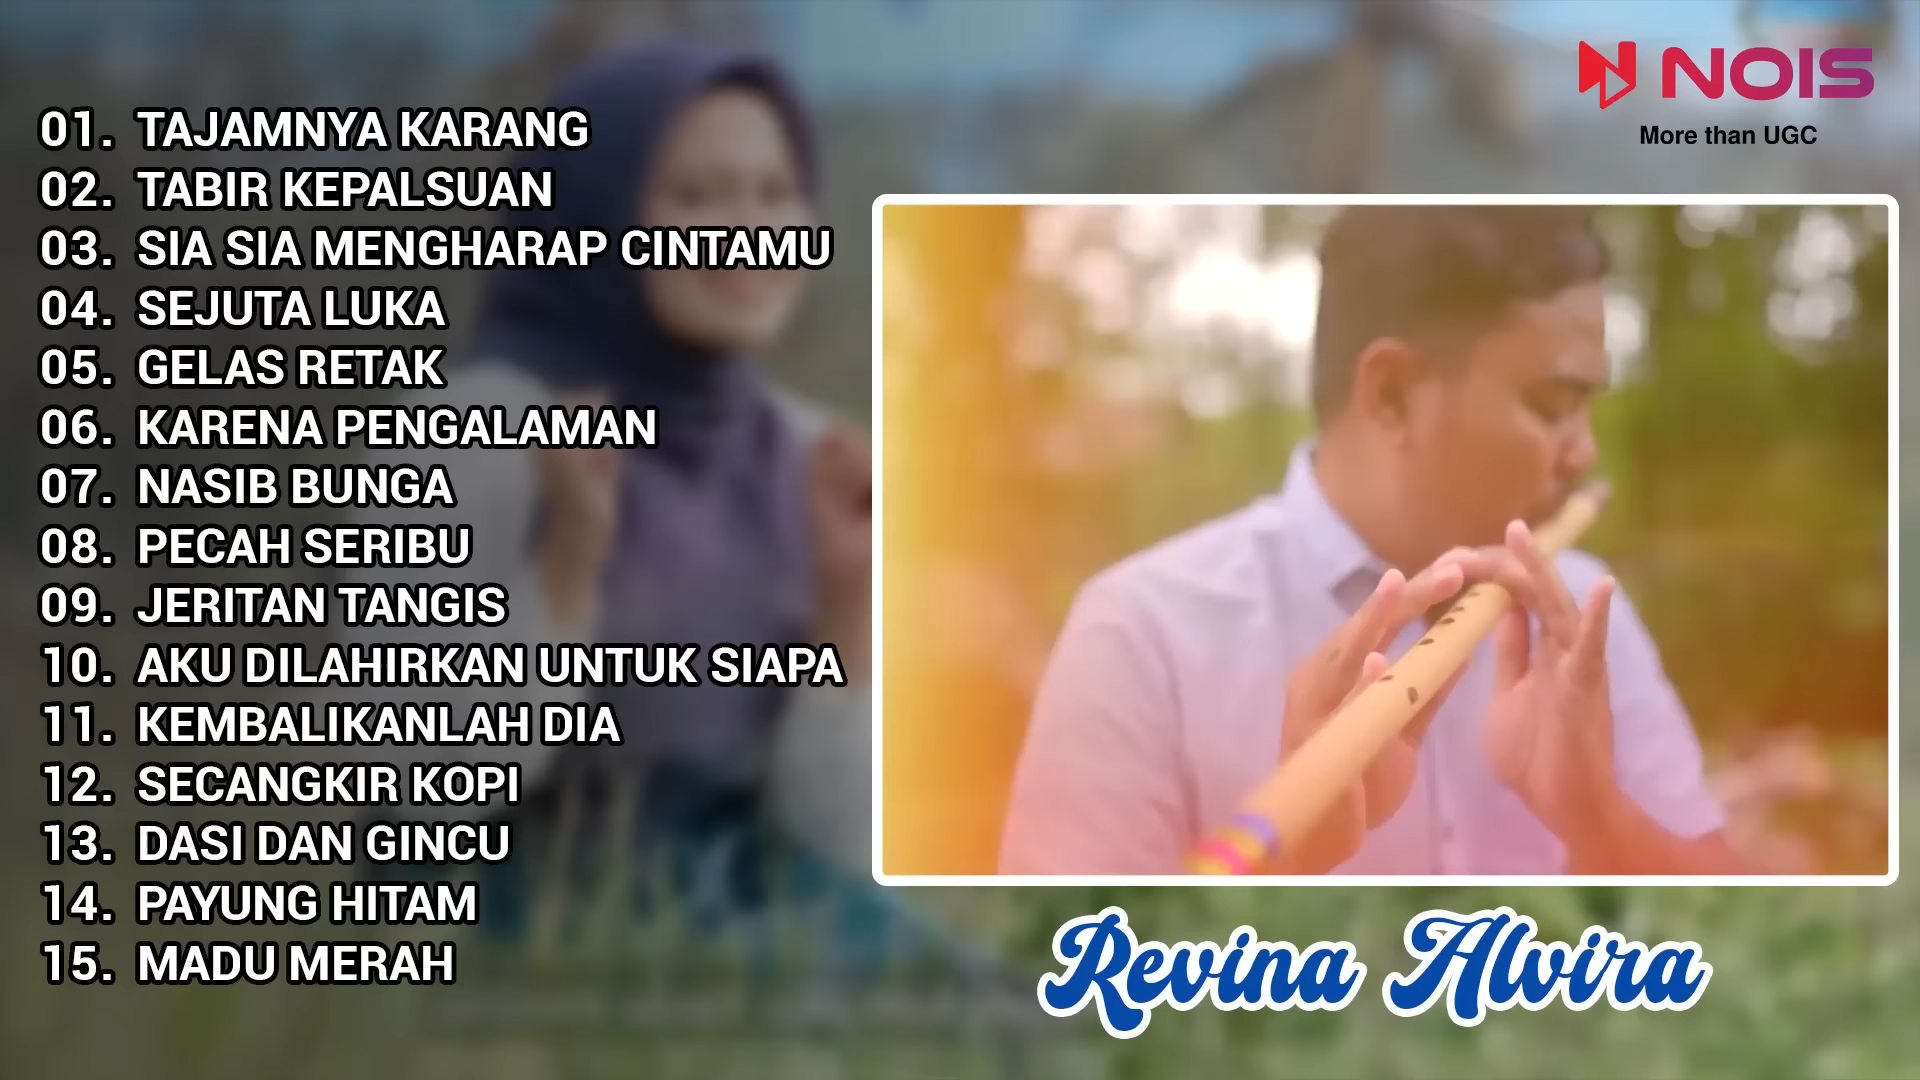 01. TAJAMNYA KARANG
02. TABIR KEPALSUAN
03. SIA SIA MENGHARAP CINTAMU
04. SEJUTA LUKA
05. GELAS RETAK
06. KARENA PENGALAMAN
07. NASIB BUNGA
08. PECAH SERIBU
09. JERITAN TANGIS
10. AKU DILAHIRKAN UNTUK SIAPA
11. KEMBALIKANLAH DIA
12. SECANGKIR KOPI
13. DASI DAN GINCU
14. PAYUNG HITAM
15. MADU MERAH
NOIS
More than UGC
Revina Alvira